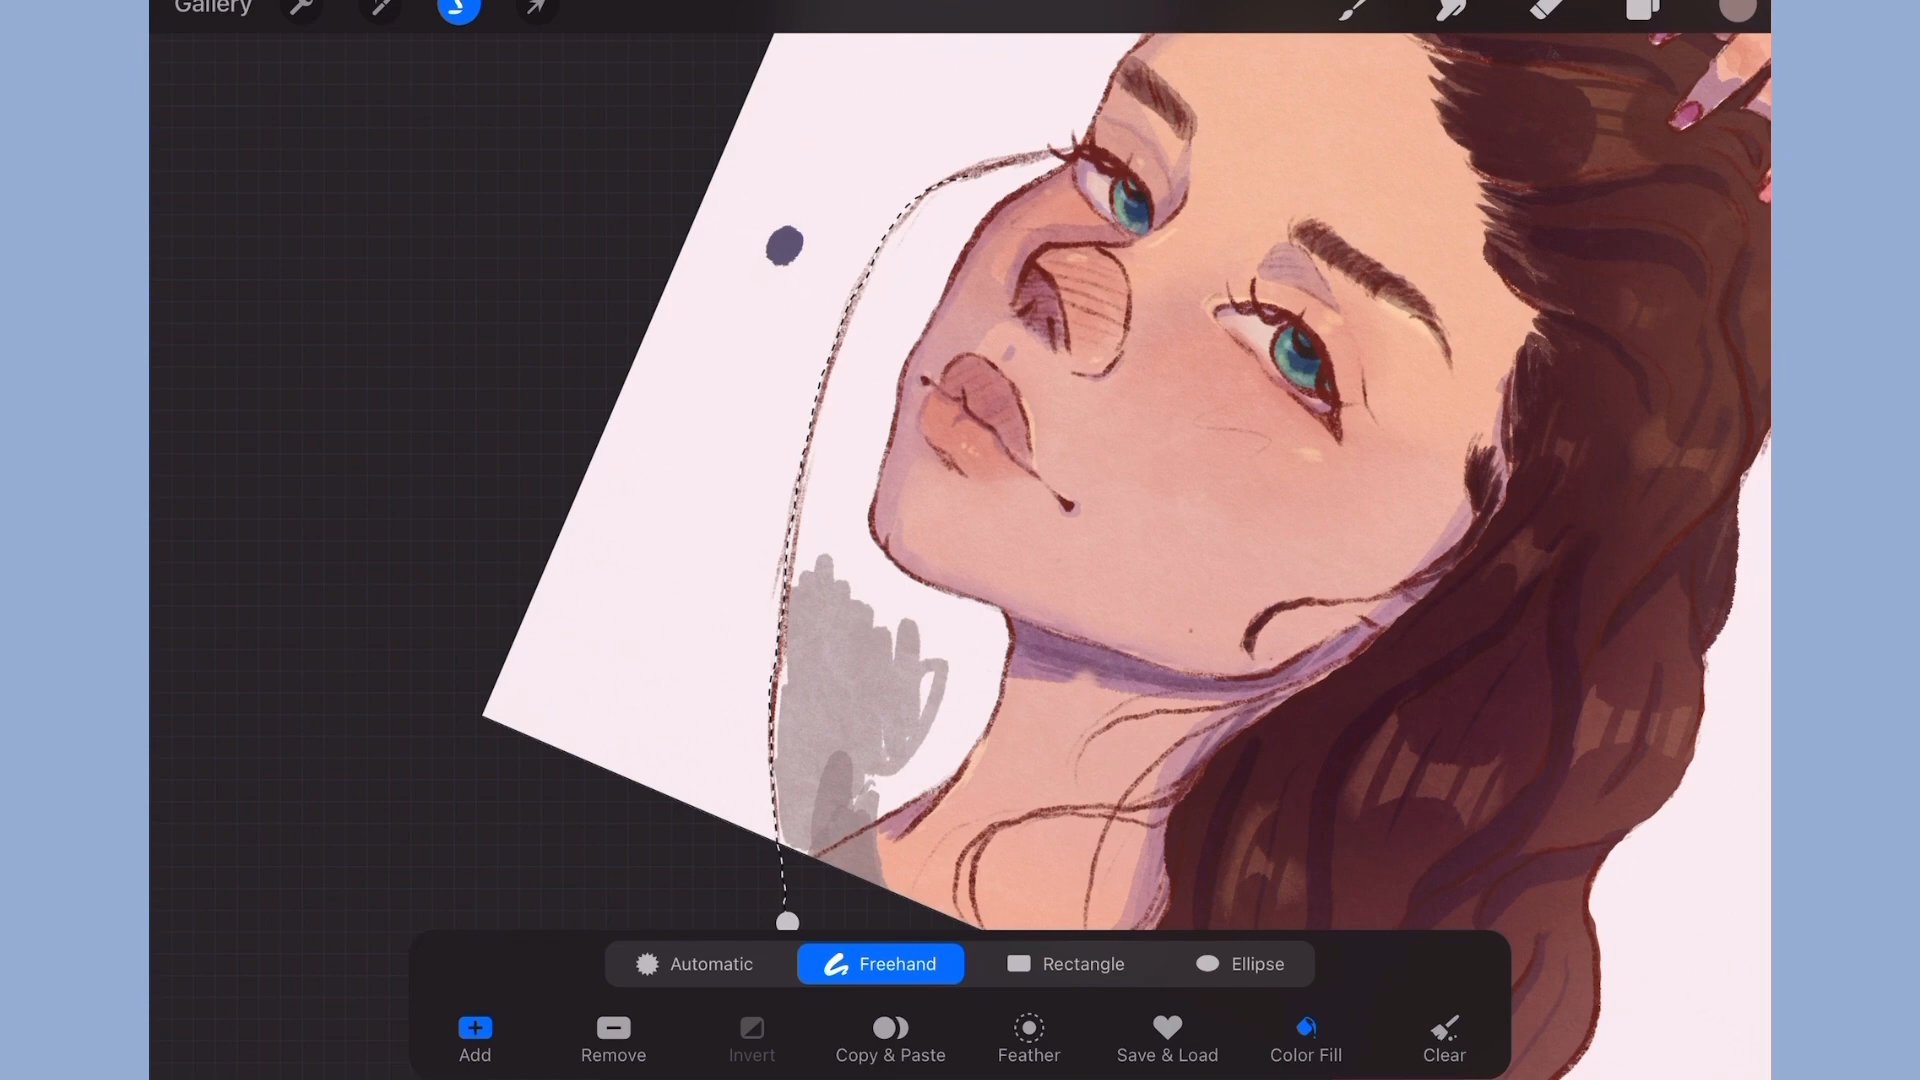 Gallery
Automatic Freehand Rectangle Ellipse
Add Remove Invert Copy & Paste Feather Save & Load Color Fill Clear